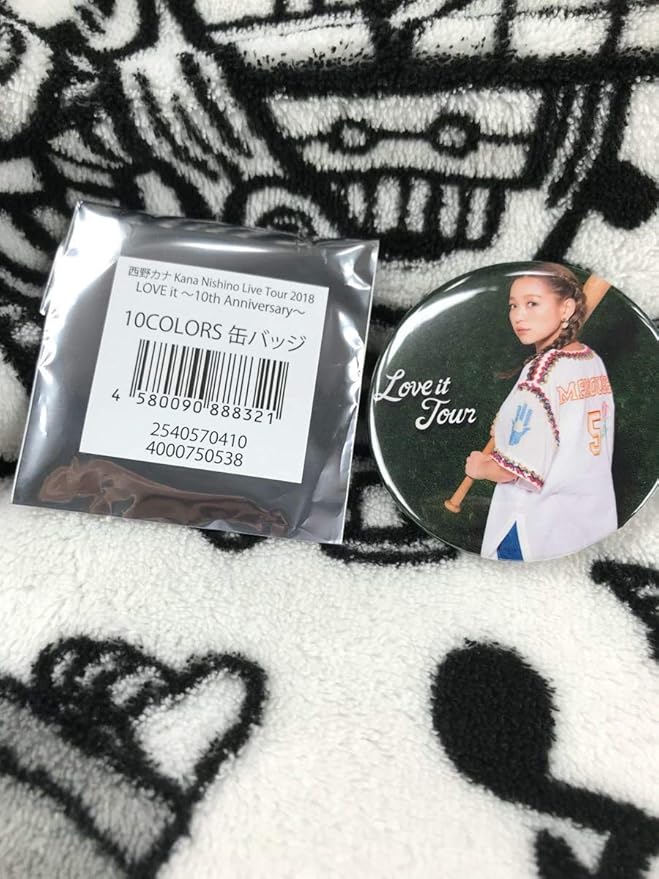 西野カナ Kana Nishino Live Tour 2018
LOVE it ～10th Anniversary～
10COLORS 缶バッジ
4 580090 888321
2540570410
4000750538
Love it
Tour